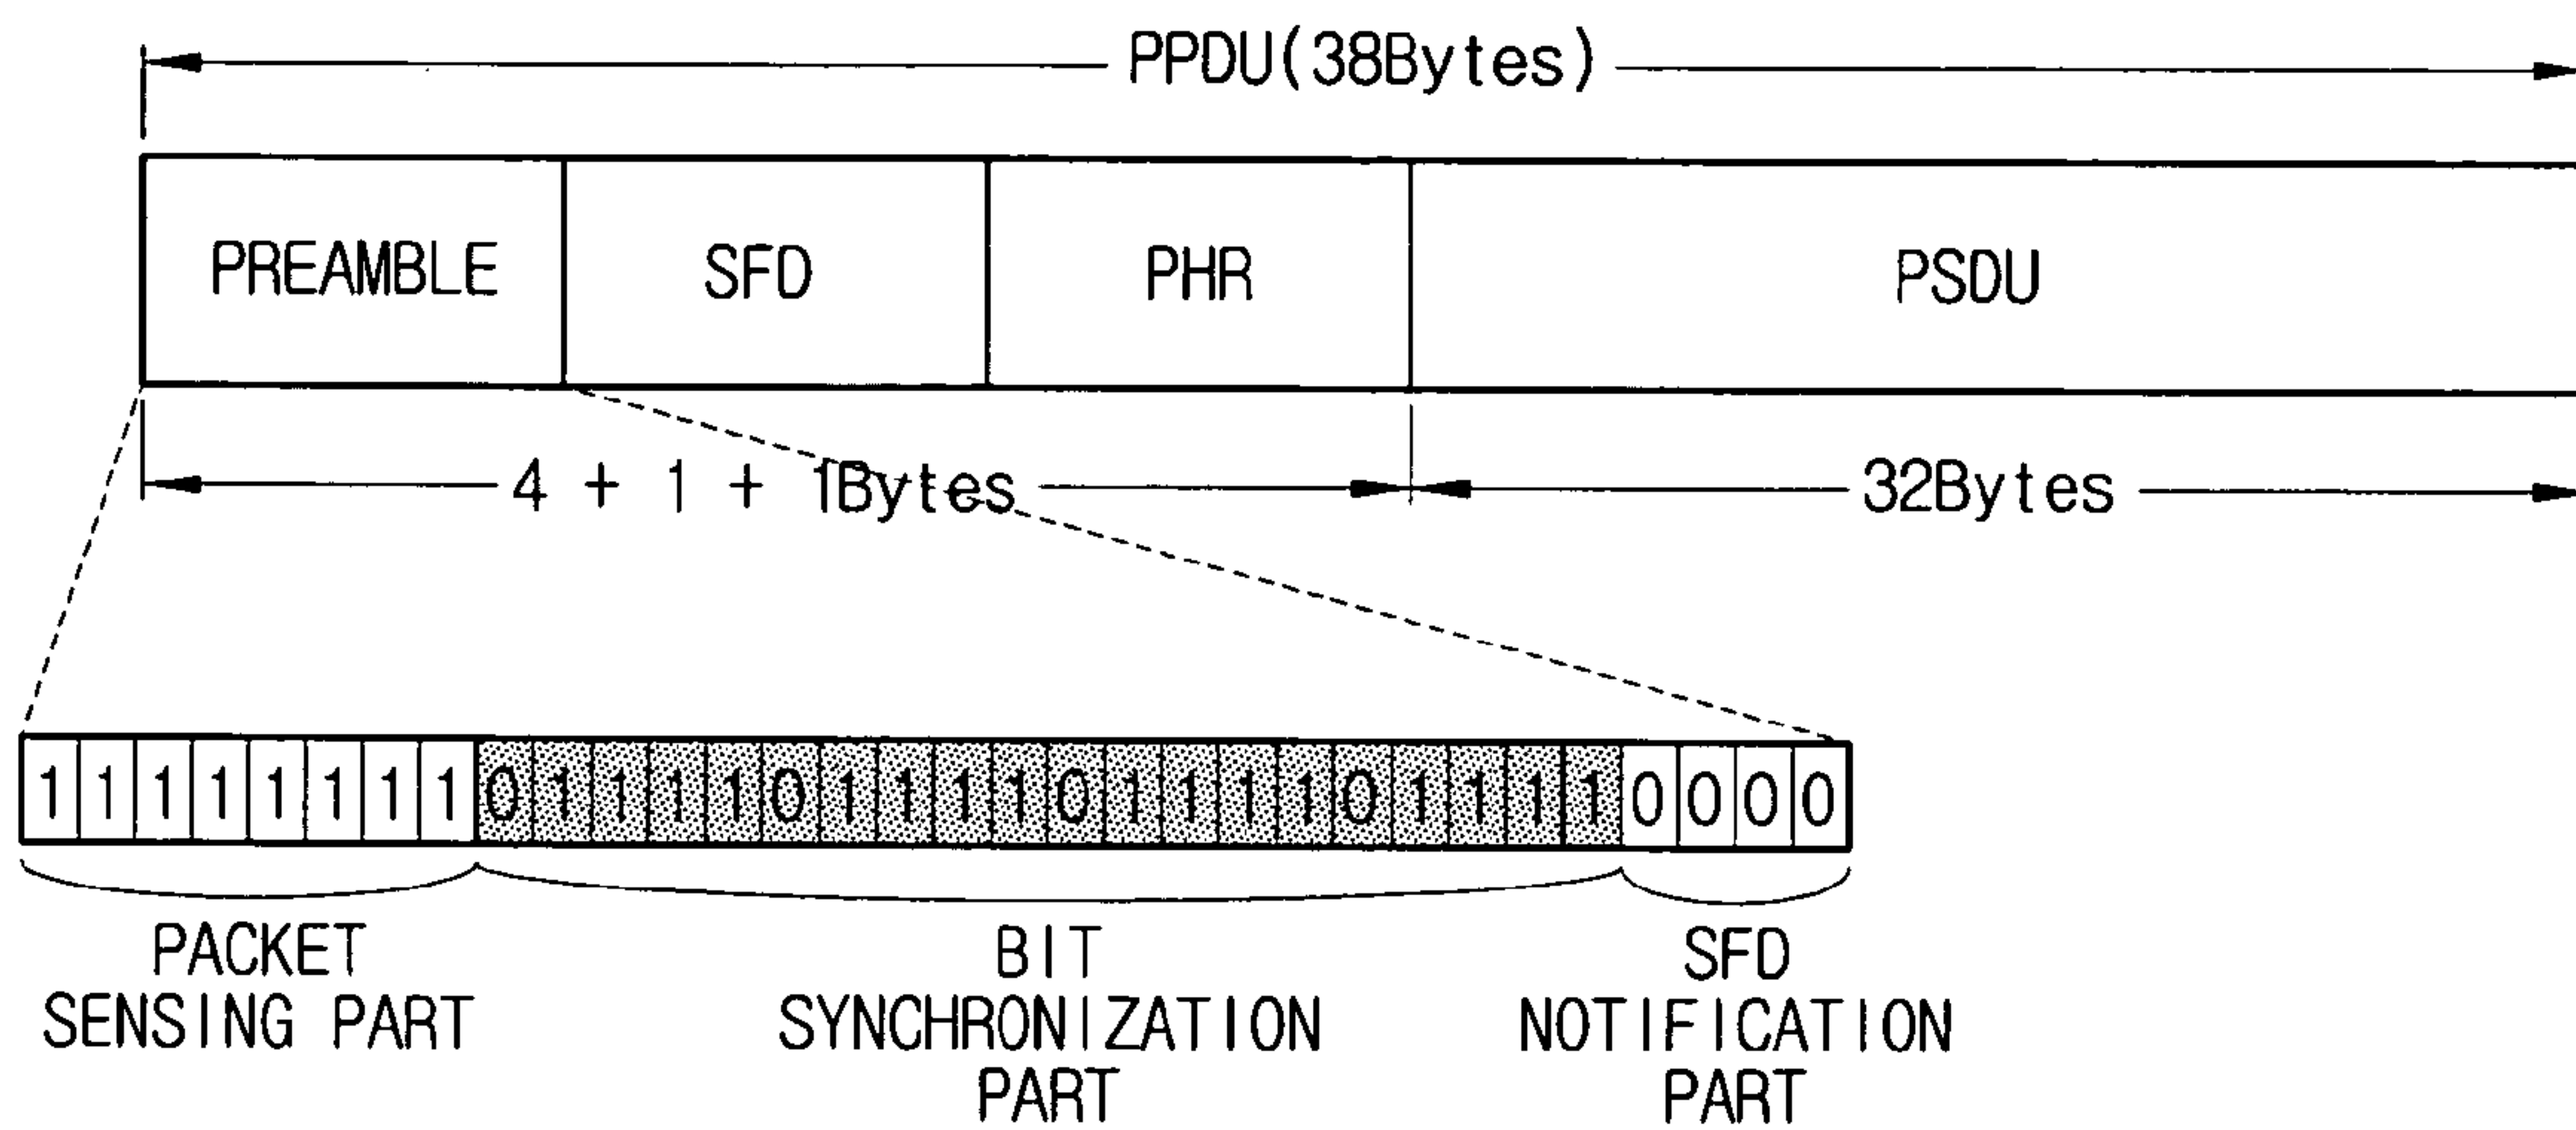 PPDU(38Bytes)
PREAMBLE SFD PHR PSDU
4 + 1 + 1Bytes 32Bytes
1 1 1 1 1 1 1 1 0 1 1 1 1 0 1 1 1 1 0 1 1 1 1 0 1 1 1 1 0 0 0 0
PACKET
SENSING PART
BIT
SYNCHRONIZATION
PART
SFD
NOTIFICATION
PART